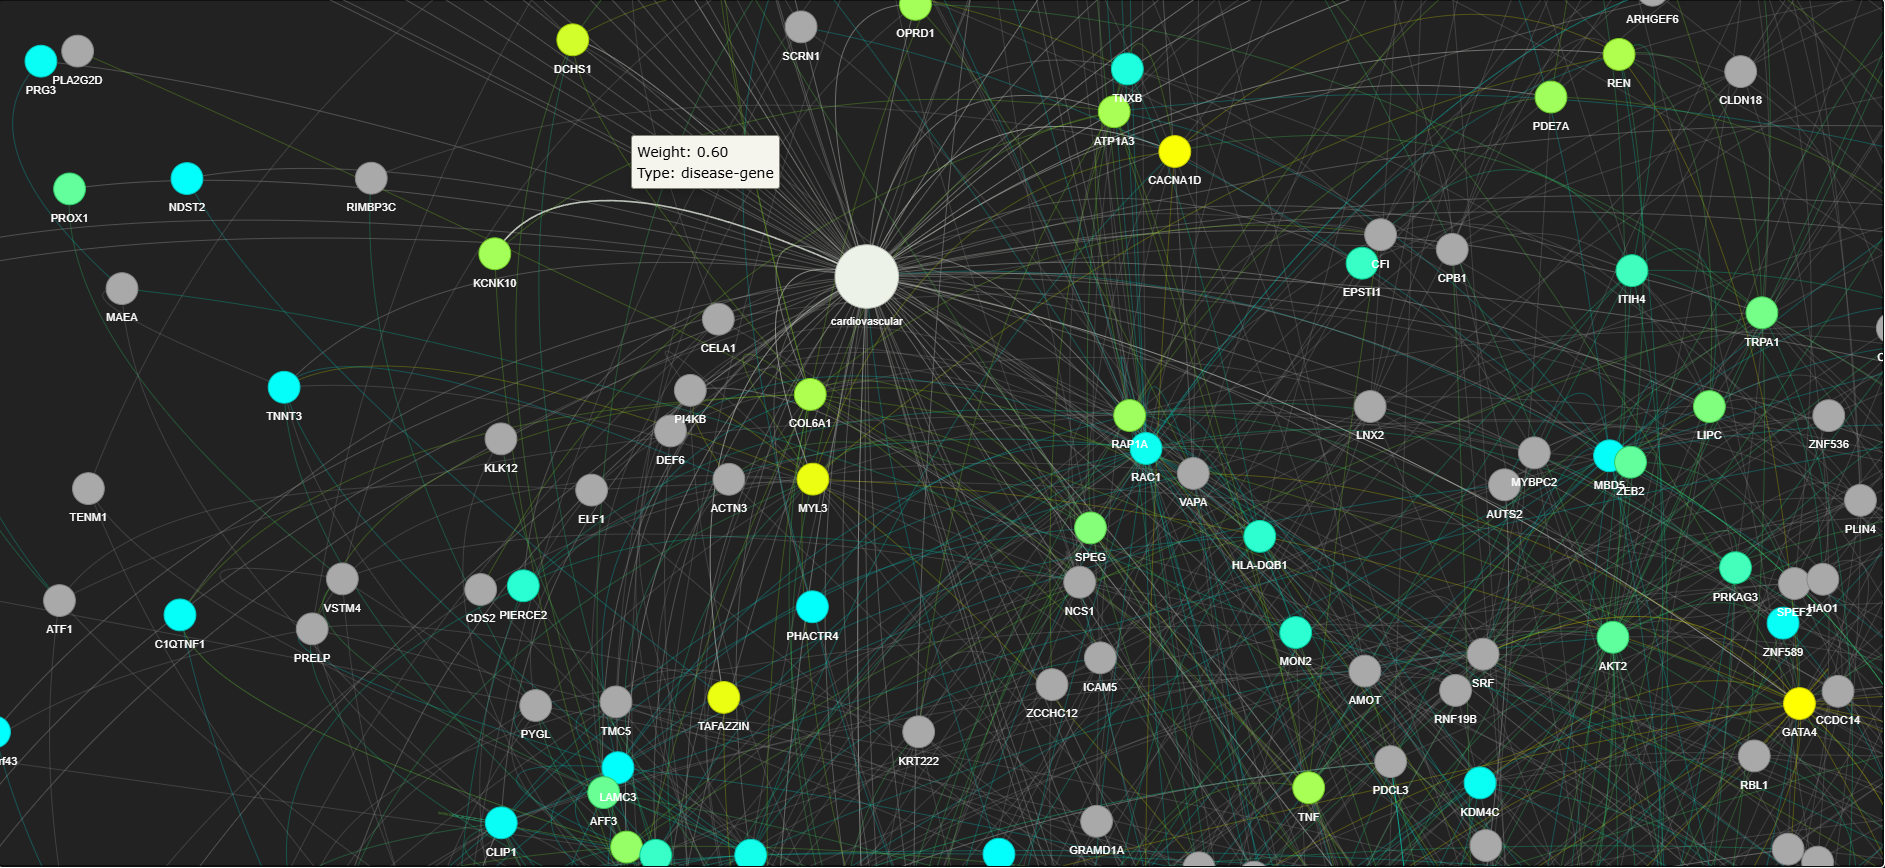 ARHGEF6
OPRD1
SCRN1
DCHS1
PLA2G2D
PRG3
REN
CLDN18
TNXB
PDE7A
ATP1A3
Weight: 0.60
Type: disease-gene
CACNA1D
NDST2
RIMBP3C
PROX1
CFI
CPB1
KCNK10
EPSTI1
ITIH4
MAEA
cardiovascular
TRPA1
CELA1
C
TNNT3
PI4KB
COL6A1
LNX2
LIPC
RAP1A
ZNF536
DEF6
KLK12
RAC1
MYBPC2
MBD5
ZEB2
VAPA
ACTN3
MYL3
AUTS2
TENM1
ELF1
PLIN4
SPEG
HLA-DQB1
PRKAG3
VSTM4
SPEF2
HAO1
NCS1
PIERCE2
CDS2
ATF1
PHACTR4
C1QTNF1
ZNF589
PRELP
MON2
AKT2
ICAM5
SRF
AMOT
ZCCHC12
RNF19B
CCDC14
TAFAZZIN
TMC5
PYGL
GATA4
rf43
KRT222
RBL1
PDCL3
LAMC3
KDM4C
TNF
AFF3
GRAMD1A
CLIP1